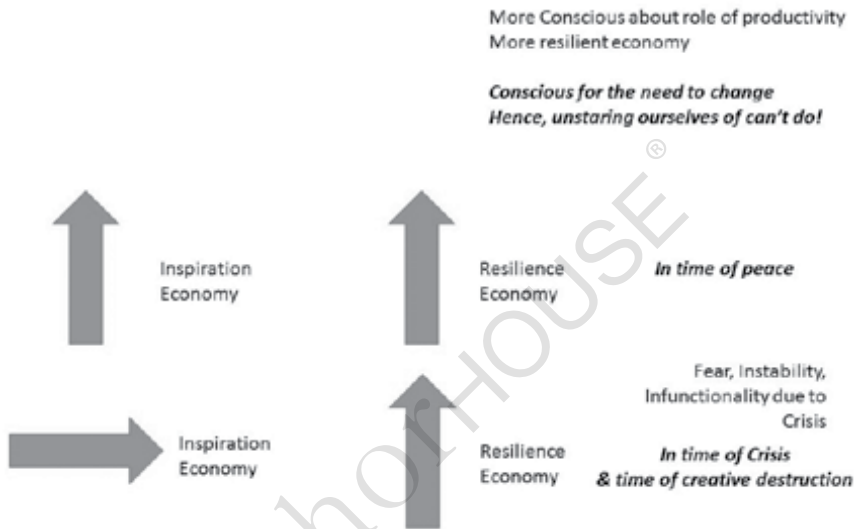 More Conscious about role of productivity
More resilient economy
Conscious for the need to change
Hence, unstaring ourselves of can't do!
®
Inspiration
Economy
Resilience
Economy
In time of peace
Fear, Instability,
Infunctionality due to
Crisis
Inspiration
Economy
Resilience
Economy
In time of Crisis
& time of creative destruction
horHOUSE